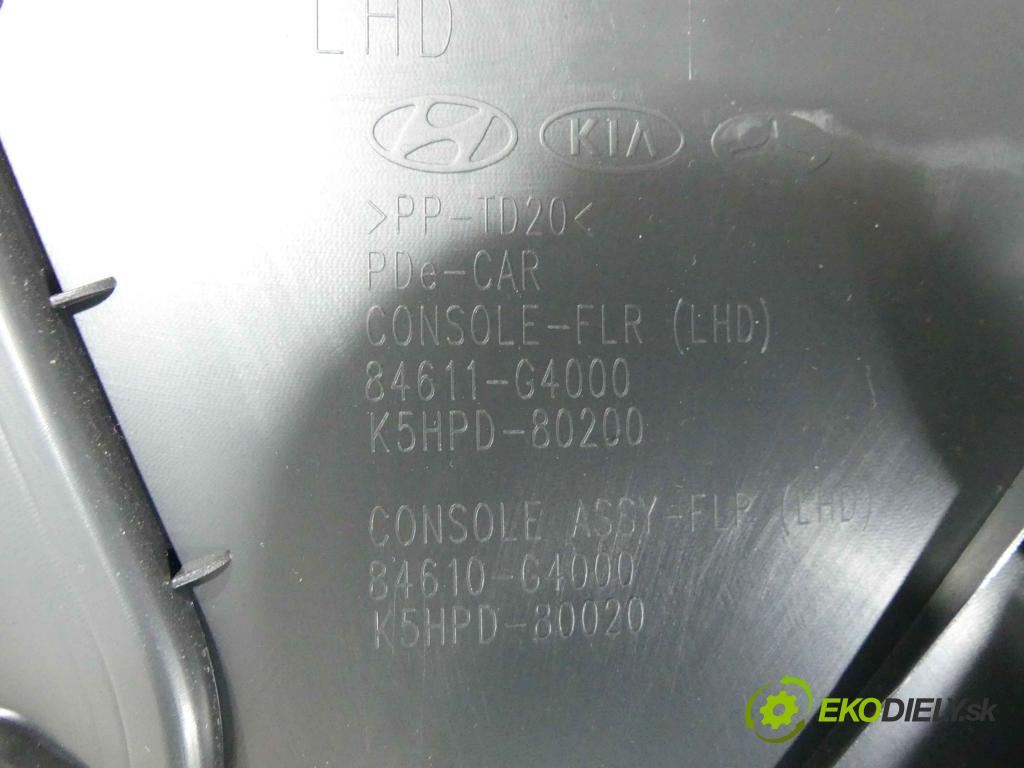 LHD
KIA
>PP-TD20<
PDe-CAR
CONSOLE-FLR (LHD)
84611-G4000
K5HPD-80200
CONSOLE ASSY-FLR (LHD)
84610-G4000
K5HPD-80020
EKODIELY.sk